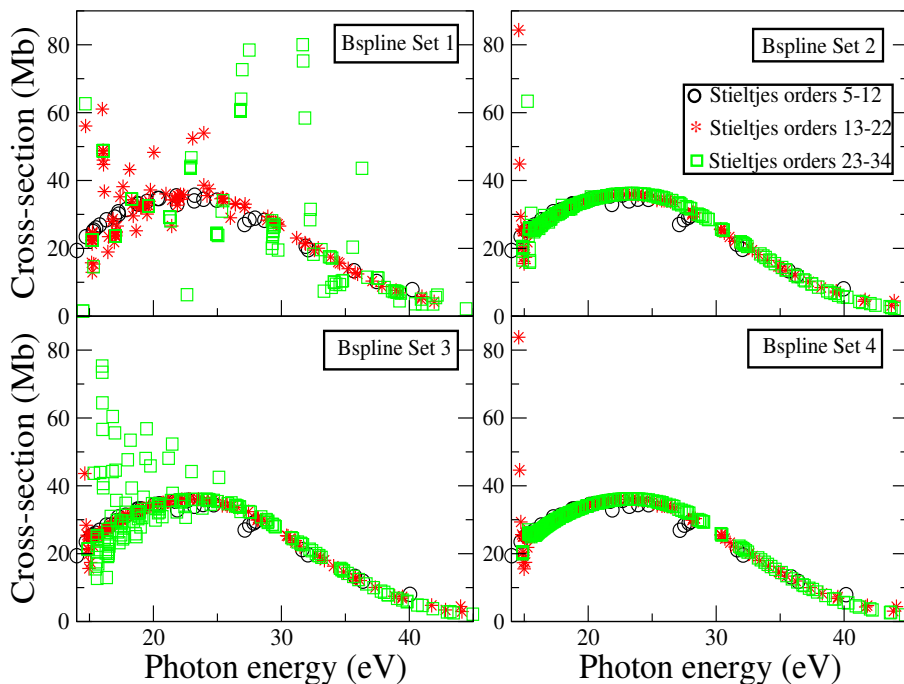 Bspline Set 1
Bspline Set 2
Stieltjes orders 5-12
Stieltjes orders 13-22
Stieltjes orders 23-34
Cross-section (Mb)
80
60
40
20
0
80
60
40
20
0
Bspline Set 3
Bspline Set 4
Cross-section (Mb)
80
60
40
20
0
80
60
40
20
0
20
30
40
20
30
40
Photon energy (eV)
Photon energy (eV)